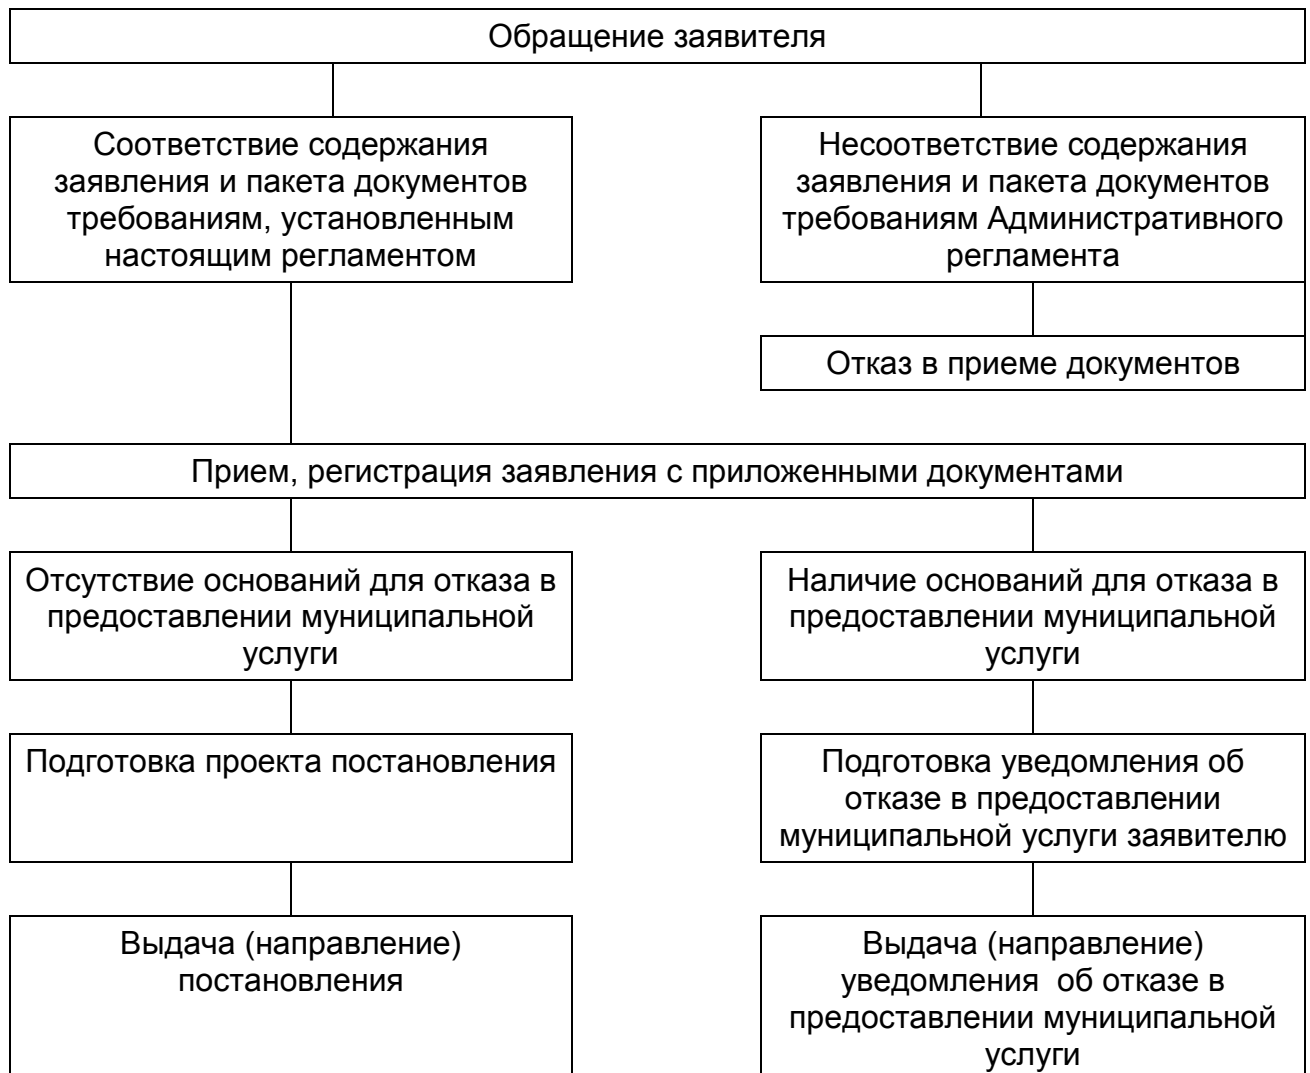 Обращение заявителя
Соответствие содержания
заявления и пакета документов
требованиям, установленным
настоящим регламентом
Несоответствие содержания
заявления и пакета документов
требованиям Административного
регламента
Отказ в приеме документов
Прием, регистрация заявления с приложенными документами
Отсутствие оснований для отказа в
предоставлении муниципальной
услуги
Наличие оснований для отказа в
предоставлении муниципальной
услуги
Подготовка проекта постановления
Подготовка уведомления об
отказе в предоставлении
муниципальной услуги заявителю
Выдача (направление)
постановления
Выдача (направление)
уведомления  об отказе в
предоставлении муниципальной
услуги